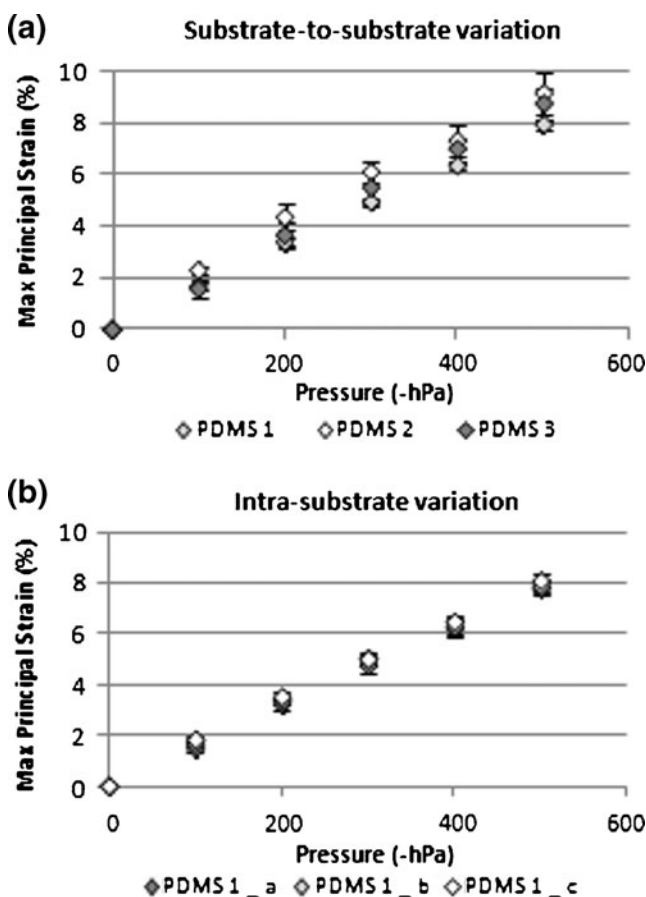 (a)
Substrate-to-substrate variation
Max Principal Strain (%)
10
8
6
4
2
0
0 200 400 600
Pressure (-hPa)
PDMS 1 PDMS 2 PDMS 3
(b)
Intra-substrate variation
Max Principal Strain (%)
10
8
6
4
2
0
0 200 400 600
Pressure (-hPa)
PDMS 1 _ a PDMS 1 _ b PDMS 1 _ c